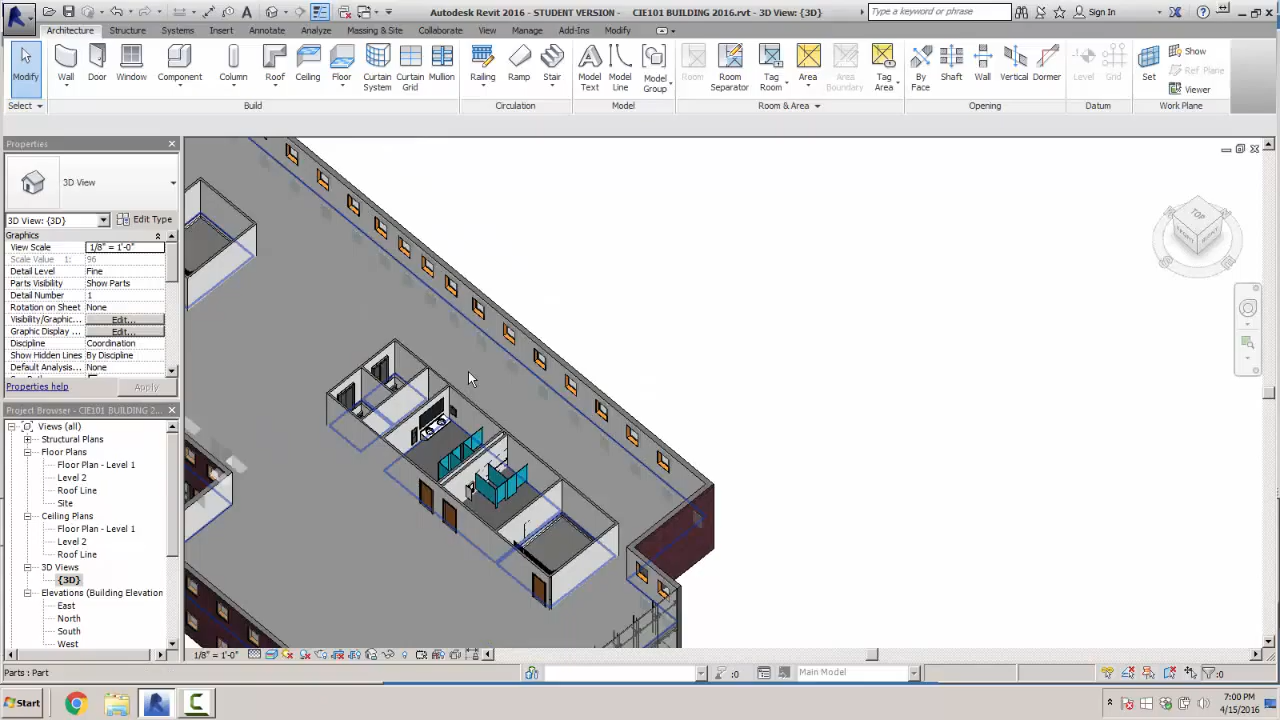 Autodesk Revit 2016 - STUDENT VERSION - CIE101 BUILDING 2016.rvt - 3D View: {3D}
Type a keyword or phrase
Sign In
Architecture Structure Systems Insert Annotate Analyze Massing & Site Collaborate View Manage Add-Ins Modify
Modify Wall Door Window Component Column Roof Ceiling Floor Curtain System Curtain Grid Mullion Railing Ramp Stair Model Text Model Line Model Group Room Room Separator Tag Room Area Area Boundary Tag Area By Face Shaft Wall Vertical Dormer Level Grid Set Show Ref Plane Viewer
Select Build Circulation Model Room & Area Opening Datum Work Plane
Properties
3D View
3D View: {3D} Edit Type
Graphics
View Scale 1/8" = 1'-0"
Scale Value 1: 96
Detail Level Fine
Parts Visibility Show Parts
Detail Number 1
Rotation on Sheet None
Visibility/Graphic... Edit...
Graphic Display ... Edit...
Discipline Coordination
Show Hidden Lines By Discipline
Default Analysis... None
Properties help Apply
Project Browser - CIE101 BUILDING 2...
Views (all)
Structural Plans
Floor Plans
Floor Plan - Level 1
Level 2
Roof Line
Site
Ceiling Plans
Floor Plan - Level 1
Level 2
Roof Line
3D Views
{3D}
Elevations (Building Elevation
East
North
South
West
TOP
1/8" = 1'-0"
Parts : Part
:0
Main Model
:0
Start
7:00 PM
4/15/2016